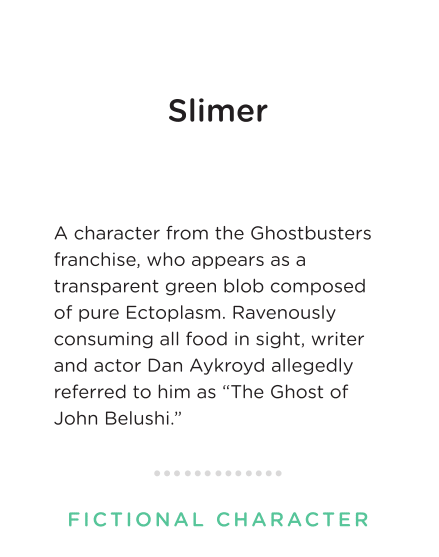 Slimer
A character from the Ghostbusters
franchise, who appears as a
transparent green blob composed
of pure Ectoplasm. Ravenously
consuming all food in sight, writer
and actor Dan Aykroyd allegedly
referred to him as “The Ghost of
John Belushi.”
FICTIONAL CHARACTER